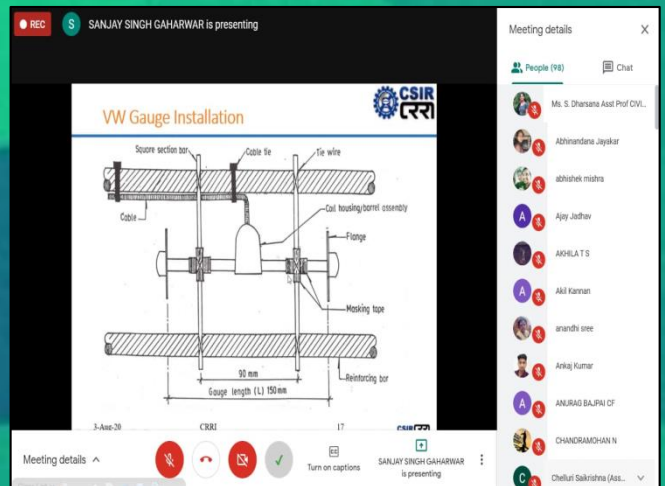 REC
S
SANJAY SINGH GAHARWAR is presenting
VW Gauge Installation
CSIR
Square section bar
Cable tie
tie wire
Cable
Coil housing/barrel assembly
Flange
Masking tape
90 mm
Gauge length (L) 150mm
Reinforcing bar
3-Aug-20
CRRI
17
Meeting details
Turn on captions
SANJAY SINGH GAHARWAR
is presenting
Meeting details
X
People (98)
Chat
Ms. S. Dharsana Asst Prof CIVI...
Abhinandana Jayakar
abhishek mishra
A
Ajay Jadhav
AKHILA T S
A
Akil Kannan
anandhi sree
Ankaj Kumar
A
ANURAG BAJPAI CF
CHANDRAMOHAN N
C
Chelluri Saikrishna (Ass...